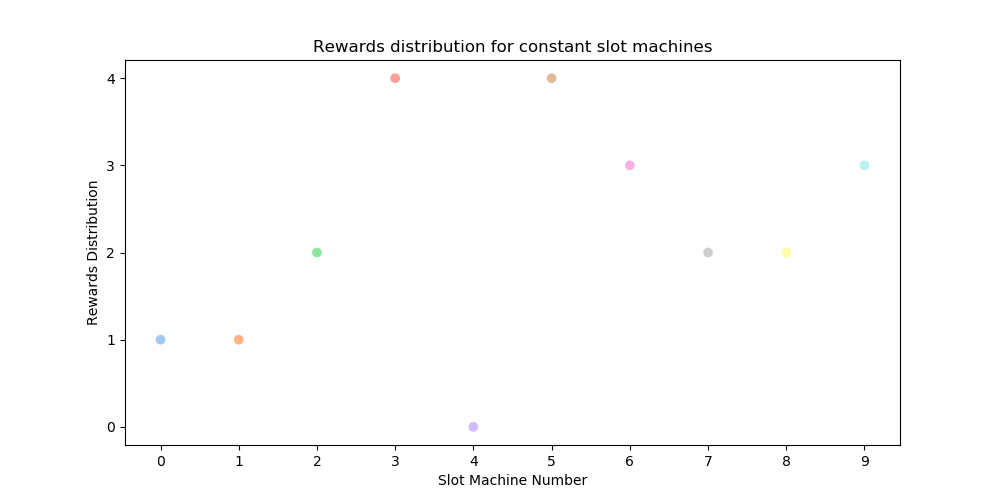 Rewards distribution for constant slot machines
4
3
2
1
0
Rewards Distribution
0 1 2 3 4 5 6 7 8 9
Slot Machine Number